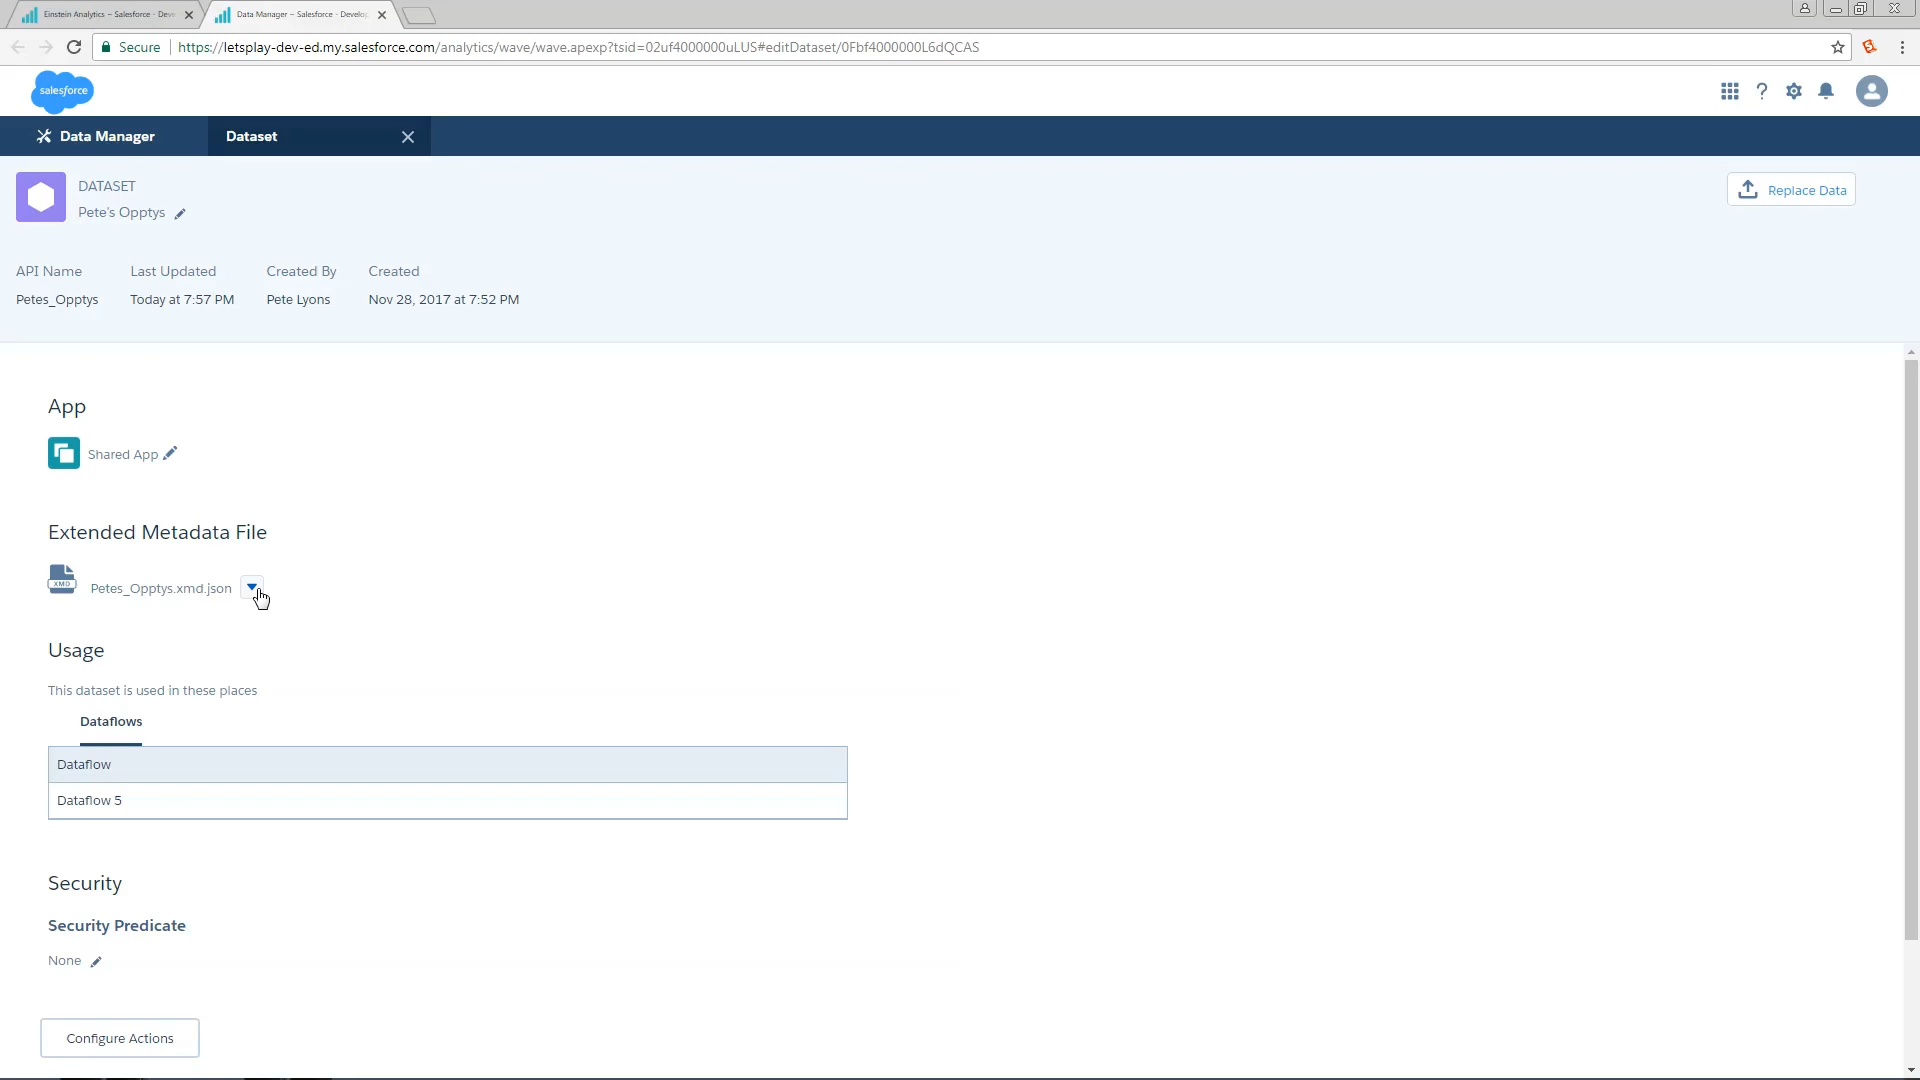 Einstein Analytics – Salesforce - Deve
Data Manager – Salesforce - Develop
Secure
https://letsplay-dev-ed.my.salesforce.com/analytics/wave/wave.apexp?tsid=02uf4000000uLUS#editDataset/0Fbf4000000L6dQCAS
salesforce
Data Manager
Dataset
DATASET
Pete's Opptys
Replace Data
API Name
Last Updated
Created By
Created
Petes_Opptys
Today at 7:57 PM
Pete Lyons
Nov 28, 2017 at 7:52 PM
App
Shared App
Extended Metadata File
XMD
Petes_Opptys.xmd.json
Usage
This dataset is used in these places
Dataflows
Dataflow
Dataflow 5
Security
Security Predicate
None
Configure Actions